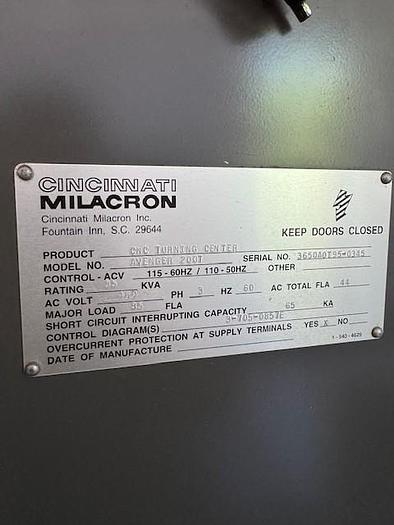 CINCINNATI
MILACRON
Cincinnati Milacron Inc.
Fountain Inn, S.C. 29644
KEEP DOORS CLOSED
PRODUCT CNC TURNING CENTER
MODEL NO. AVENGER 200T SERIAL NO. 3650A0T95-0345
CONTROL - ACV 115-60HZ / 110-50HZ OTHER
RATING KVA
AC VOLT PH 3 HZ 60 AC TOTAL FLA 44
MAJOR LOAD FLA
SHORT CIRCUIT INTERRUPTING CAPACITY 65 KA
CONTROL DIAGRAM(S)
OVERCURRENT PROTECTION AT SUPPLY TERMINALS YES X NO
DATE OF MANUFACTURE